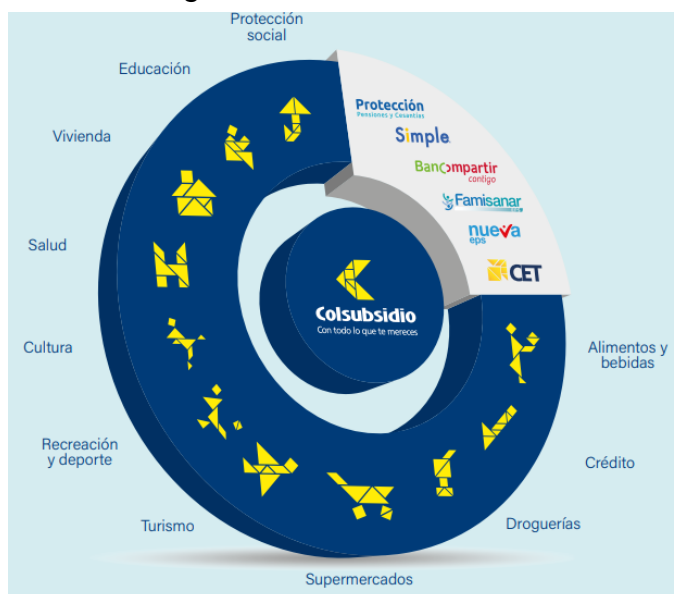 Protección
social
Educación
Vivienda
Salud
Cultura
Recreación
y deporte
Turismo
Supermercados
Droguerías
Crédito
Alimentos y
bebidas
Protección
Pensiones y Cesantías
Simple
Bancompartir
contigo
Famisanar
nueva
eps
CET
Colsubsidio
Con todo lo que te mereces